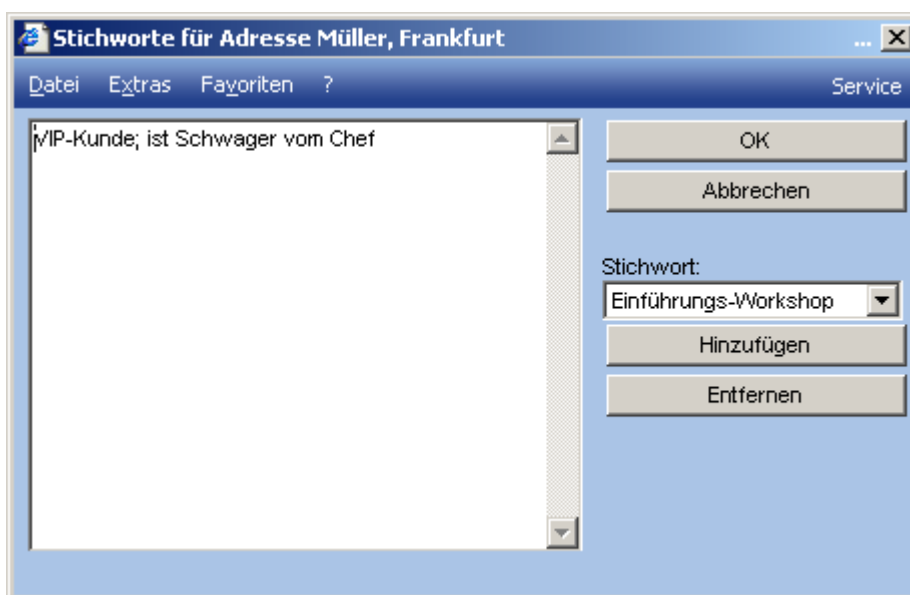 Stichworte für Adresse Müller, Frankfurt ...
Datei Extras Favoriten ? Service
VIP-Kunde; ist Schwager vom Chef
OK
Abbrechen
Stichwort:
Einführungs-Workshop
Hinzufügen
Entfernen